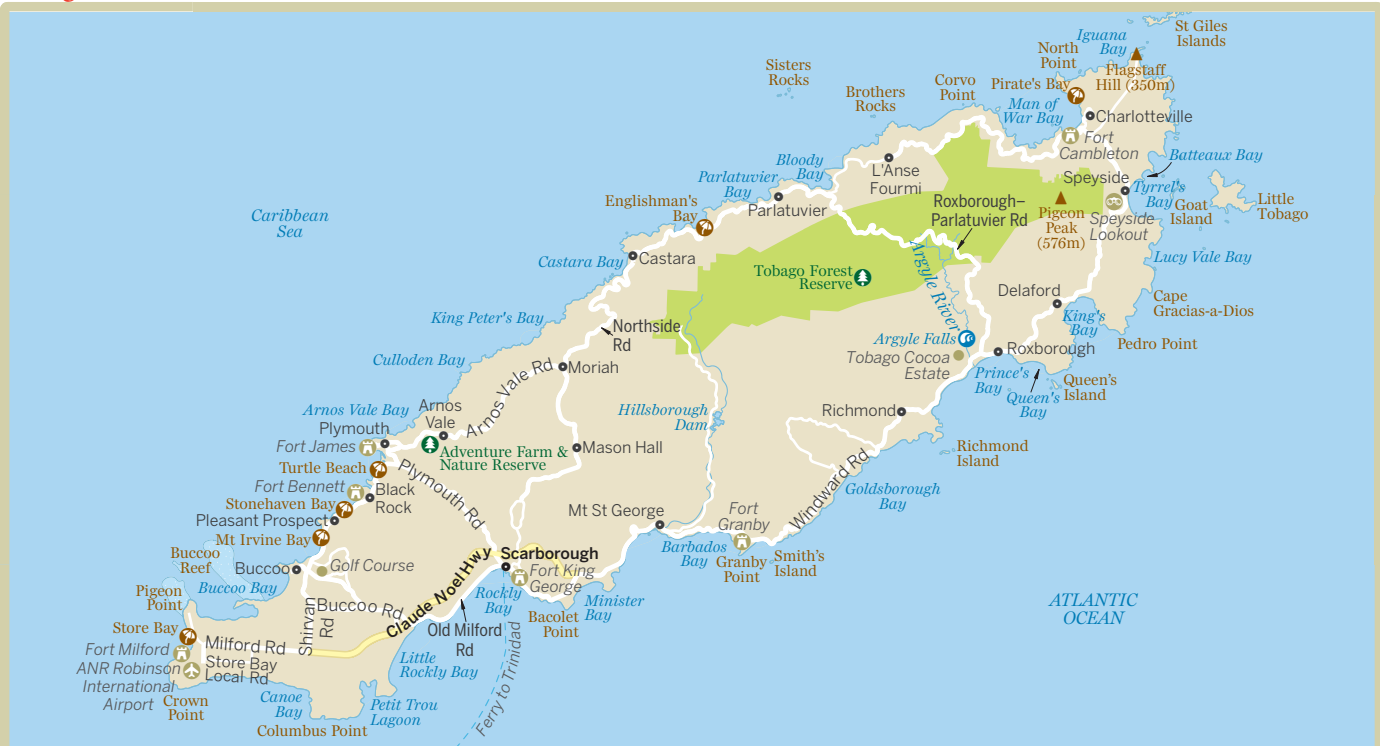 St Giles
Islands
Iguana
Bay
North
Point
Flagstaff
Hill (350m)
Sisters
Rocks
Corvo
Point
Pirate's Bay
Brothers
Rocks
Man of
War Bay
Charlotteville
Fort
Cambleton
Batteaux Bay
Bloody
Bay
L'Anse
Fourmi
Speyside
Tyrrel's
Bay
Goat
Island
Little
Tobago
Parlatuvier
Bay
Englishman's
Bay
Parlatuvier
Roxborough–
Parlatuvier Rd
Pigeon
Peak
(576m)
Speyside
Lookout
Caribbean
Sea
Castara Bay
Castara
Tobago Forest
Reserve
Argyle River
Lucy Vale Bay
Delaford
Cape
Gracias-a-Dios
King Peter's Bay
Northside
Rd
King's
Bay
Argyle Falls
Roxborough
Pedro Point
Culloden Bay
Moriah
Tobago Cocoa
Estate
Prince's
Bay
Queen's
Island
Queen's
Bay
Arnos Vale Rd
Arnos Vale Bay
Arnos
Vale
Plymouth
Hillsborough
Dam
Richmond
Fort James
Adventure Farm &
Nature Reserve
Mason Hall
Richmond
Island
Turtle Beach
Plymouth Rd
Windward Rd
Fort Bennett
Black
Rock
Goldsborough
Bay
Stonehaven Bay
Pleasant Prospect
Mt St George
Fort
Granby
Mt Irvine Bay
Barbados
Bay
Granby
Point
Smith's
Island
Buccoo
Reef
Scarborough
Buccoo
Golf Course
Claude Noel Hwy
Fort King
George
Pigeon
Point
Buccoo Bay
Rockly
Bay
Minister
Bay
ATLANTIC
OCEAN
Shirvan
Rd
Buccoo Rd
Bacolet
Point
Store Bay
Old Milford
Rd
Milford Rd
Fort Milford
Store Bay
Local Rd
ANR Robinson
International
Airport
Little
Rockly Bay
Ferry to Trinidad
Crown
Point
Canoe
Bay
Petit Trou
Lagoon
Columbus Point